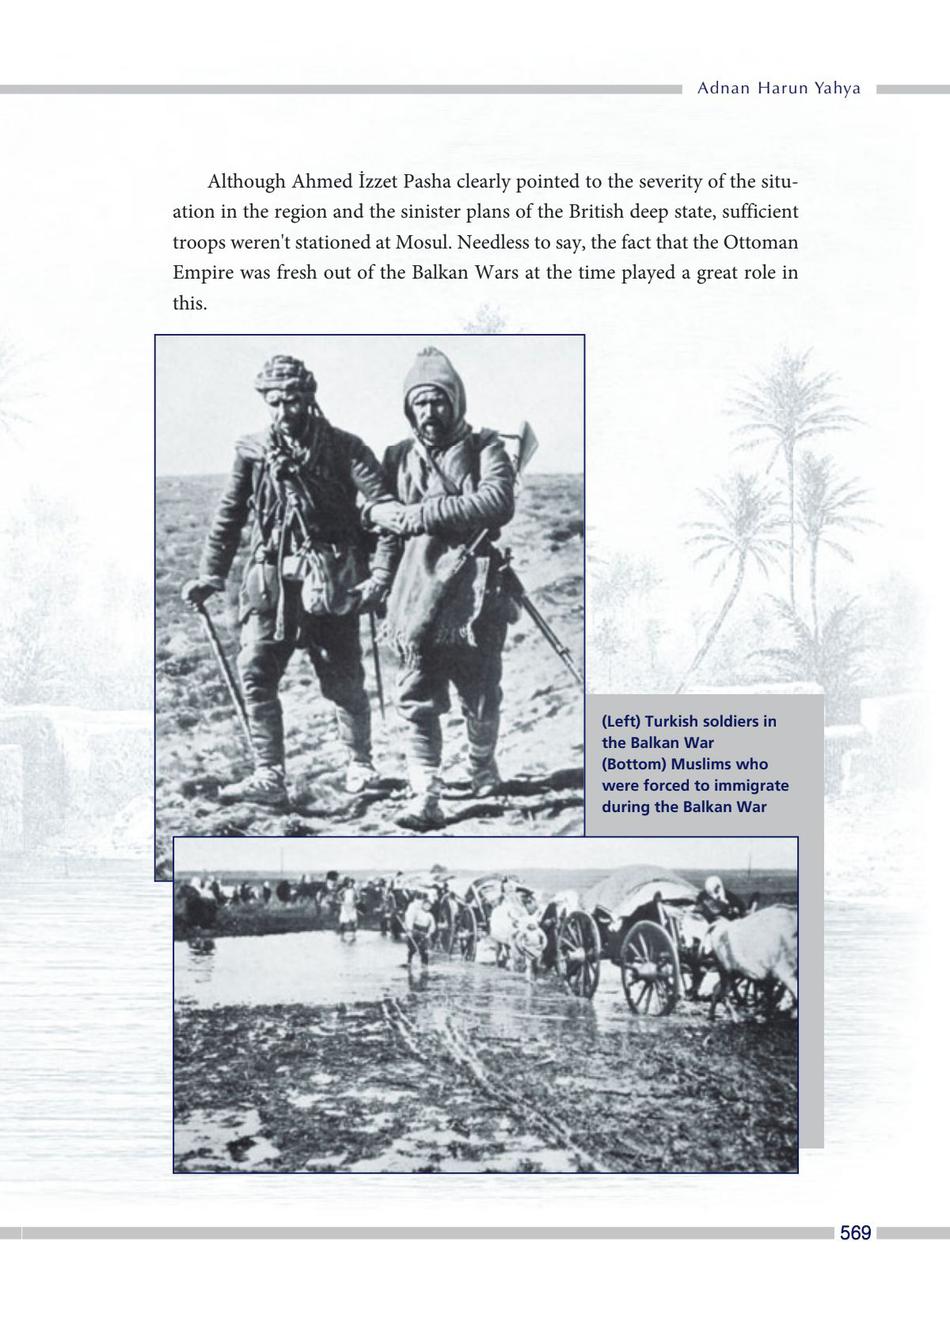 Adnan Harun Yahya
Although Ahmed İzzet Pasha clearly pointed to the severity of the situ-
ation in the region and the sinister plans of the British deep state, sufficient
troops weren't stationed at Mosul. Needless to say, the fact that the Ottoman
Empire was fresh out of the Balkan Wars at the time played a great role in
this.
(Left) Turkish soldiers in
the Balkan War
(Bottom) Muslims who
were forced to immigrate
during the Balkan War
569